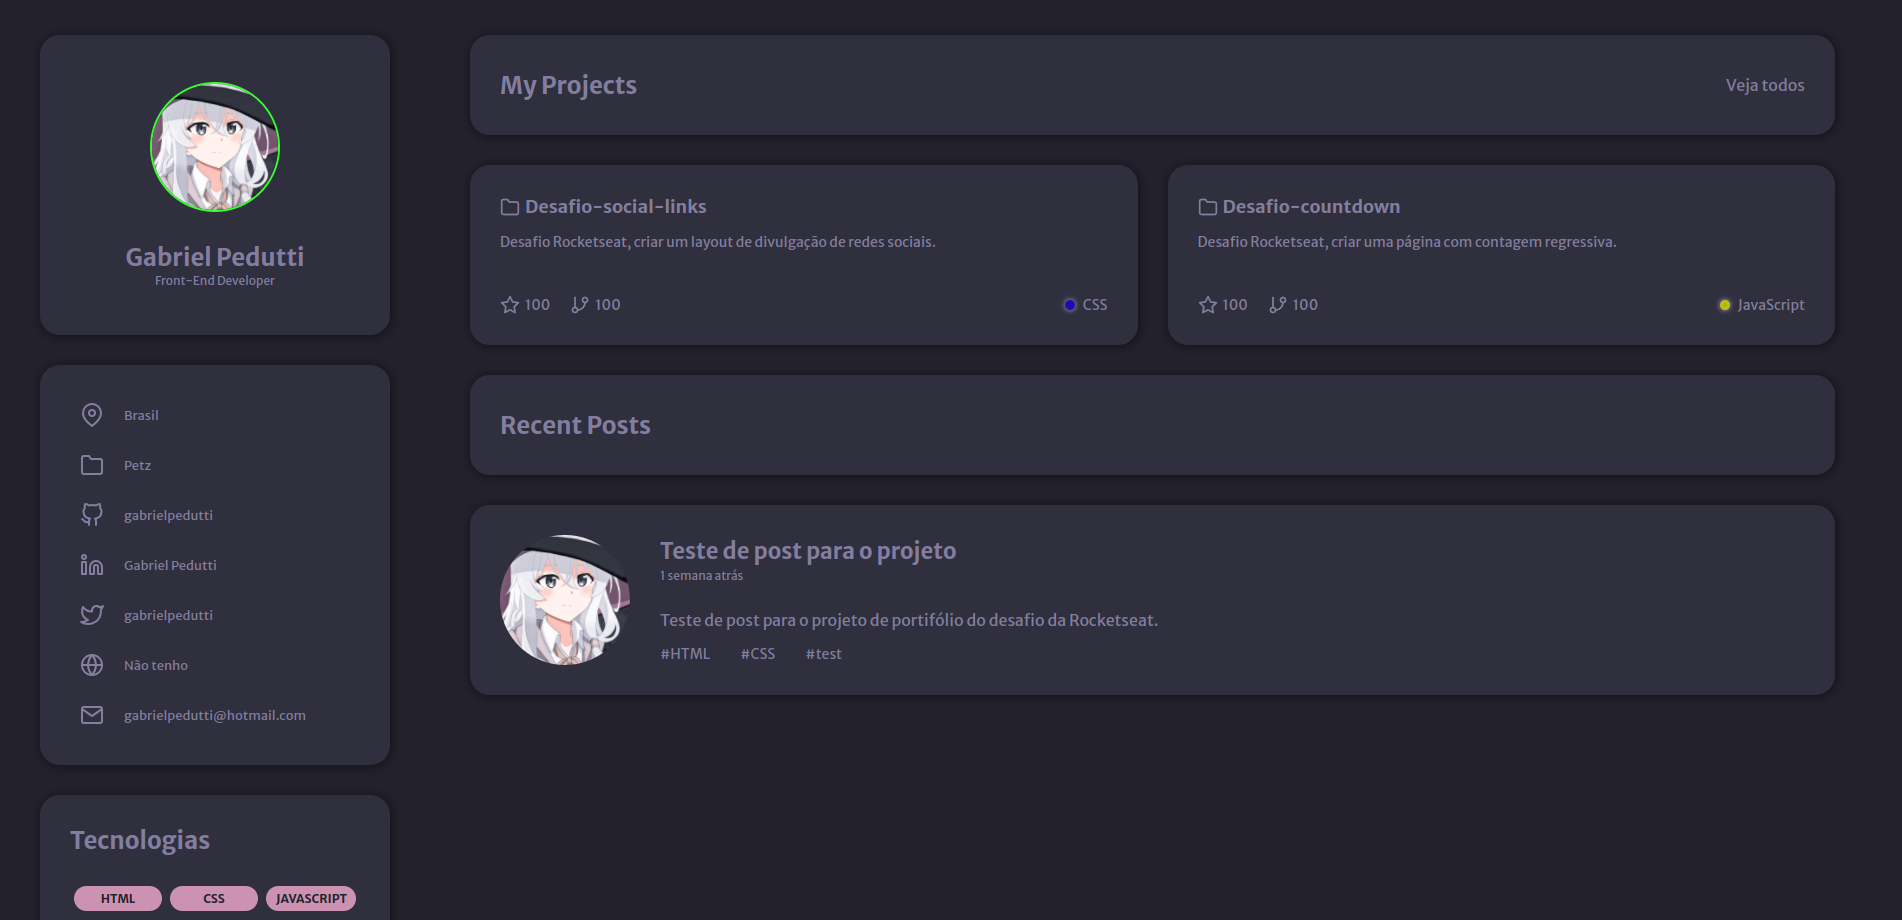 Gabriel Pedutti
Front-End Developer
Brasil
Petz
gabrielpedutti
Gabriel Pedutti
gabrielpedutti
Não tenho
gabrielpedutti@hotmail.com
Tecnologias
HTML CSS JAVASCRIPT
My Projects Veja todos
Desafio-social-links
Desafio Rocketseat, criar um layout de divulgação de redes sociais.
100 100 CSS
Desafio-countdown
Desafio Rocketseat, criar uma página com contagem regressiva.
100 100 JavaScript
Recent Posts
Teste de post para o projeto
1 semana atrás
Teste de post para o projeto de portifólio do desafio da Rocketseat.
#HTML #CSS #test